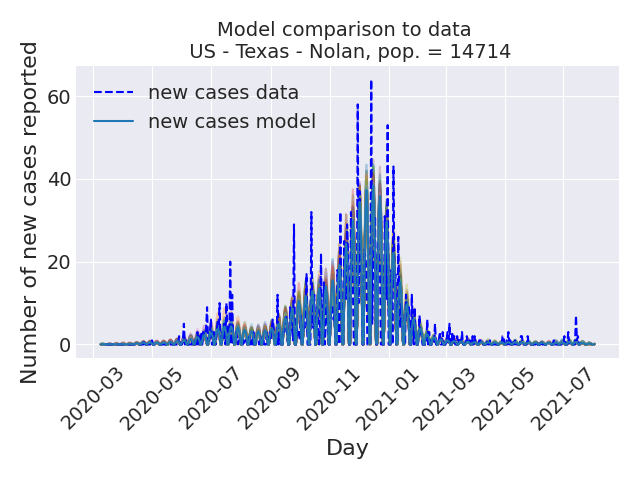 Model comparison to data
US - Texas - Nolan, pop. = 14714
Number of new cases reported
60
40
20
0
new cases data
new cases model
2020-03
2020-05
2020-07
2020-09
2020-11
2021-01
2021-03
2021-05
2021-07
Day